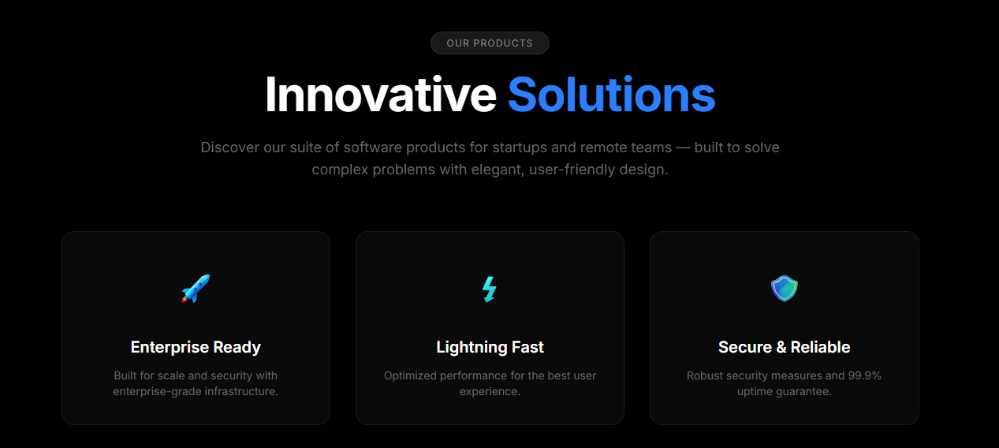 OUR PRODUCTS
Innovative Solutions
Discover our suite of software products for startups and remote teams — built to solve
complex problems with elegant, user-friendly design.
Enterprise Ready
Built for scale and security with
enterprise-grade infrastructure.
Lightning Fast
Optimized performance for the best user
experience.
Secure & Reliable
Robust security measures and 99.9%
uptime guarantee.